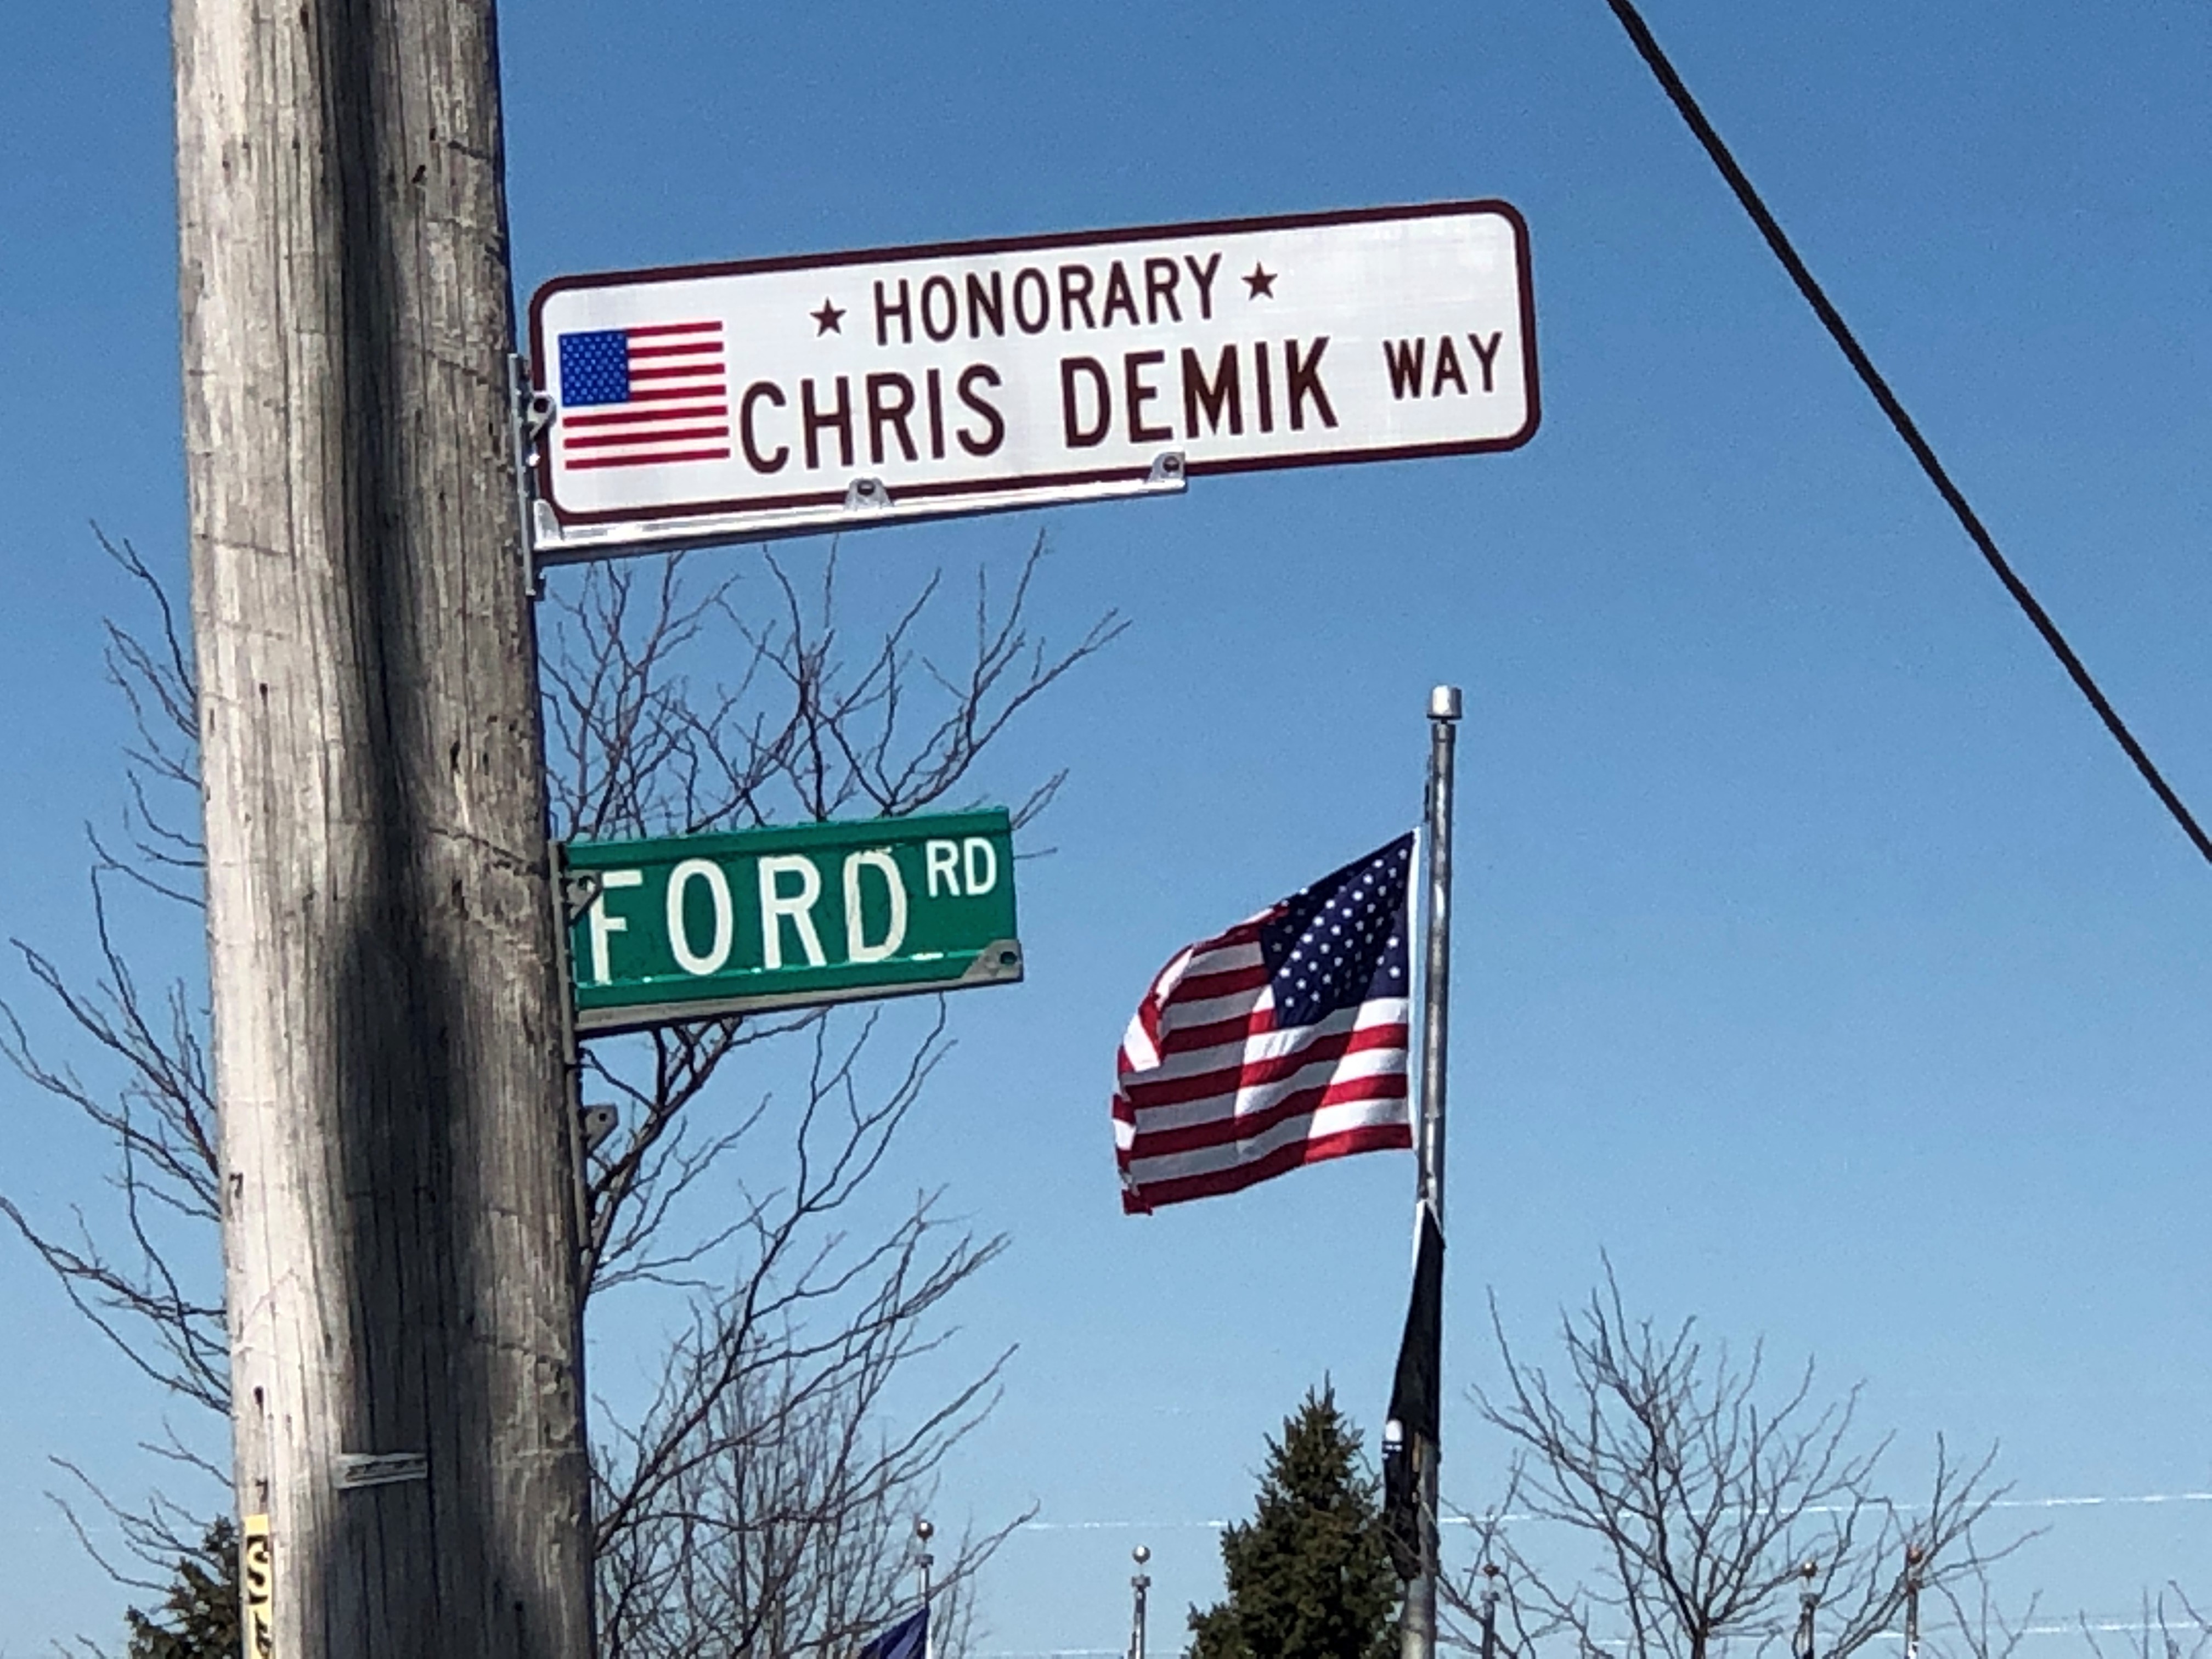 ★ HONORARY ★
CHRIS DEMIK WAY
FORD RD
S